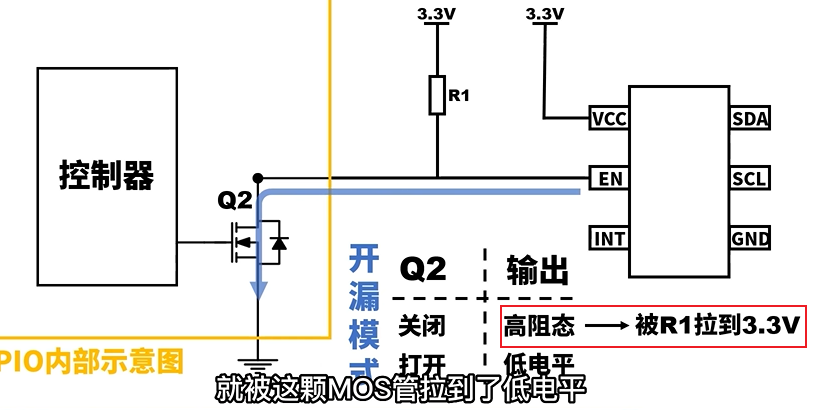 3.3V
3.3V
R1
VCC
SDA
控制器
EN
SCL
Q2
INT
GND
开漏模式
Q2
输出
关闭
高阻态
被R1拉到3.3V
打开
低电平
PIO内部示意图
就被这颗MOS管拉到了低电平